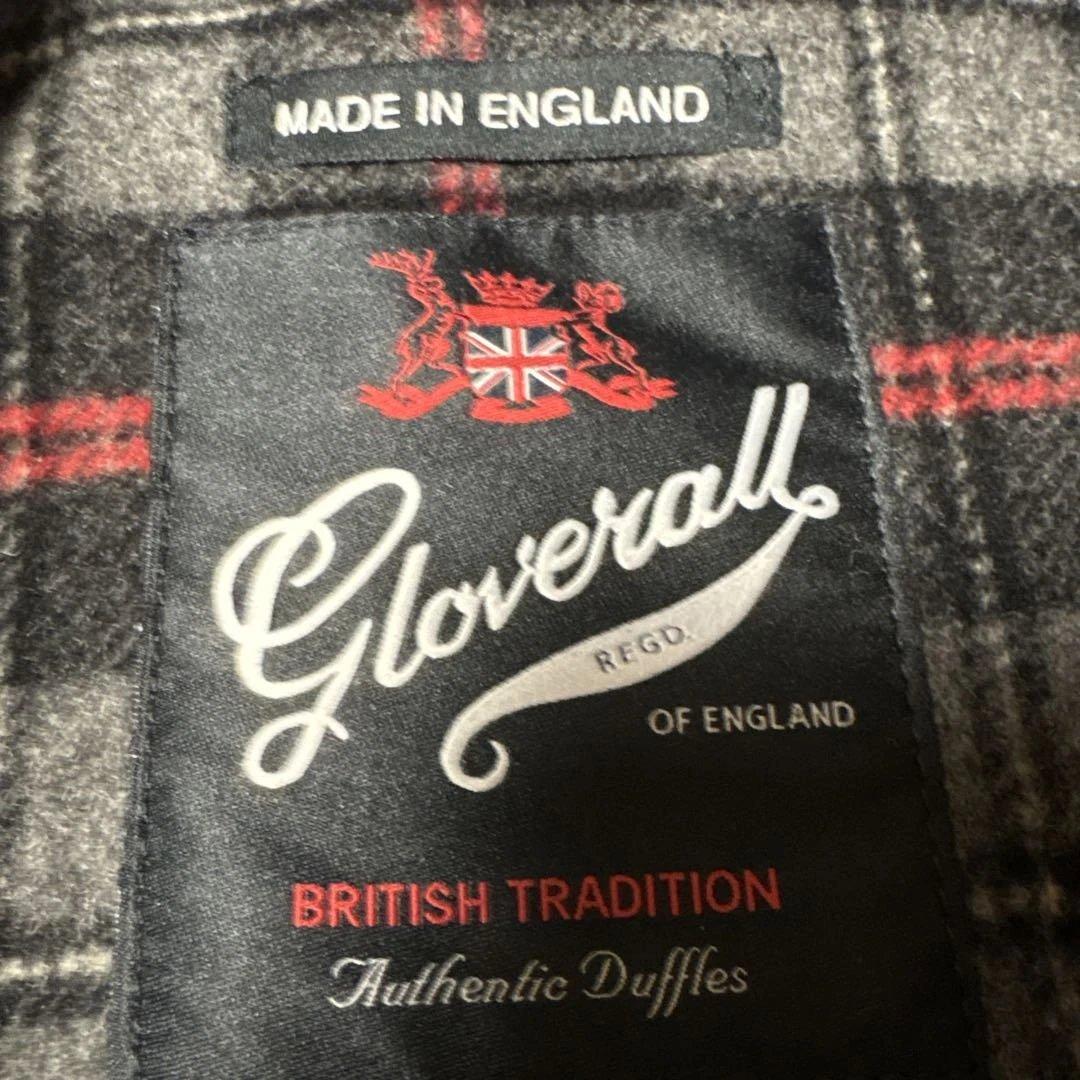 MADE IN ENGLAND
Gloverall
REGD.
OF ENGLAND
BRITISH TRADITION
Authentic Duffles